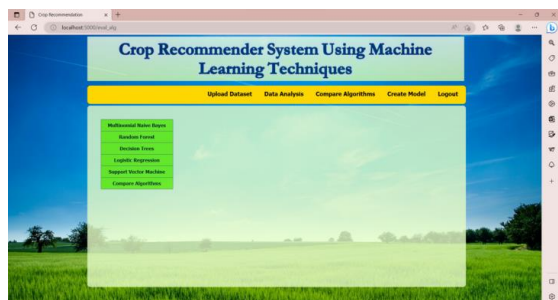 Crop Recommendation
localhost:5000/eval_alg
Crop Recommender System Using Machine
Learning Techniques
Upload Dataset Data Analysis Compare Algorithms Create Model Logout
Multinomial Naive Bayes
Random Forest
Decision Trees
Logistic Regression
Support Vector Machine
Compare Algorithms